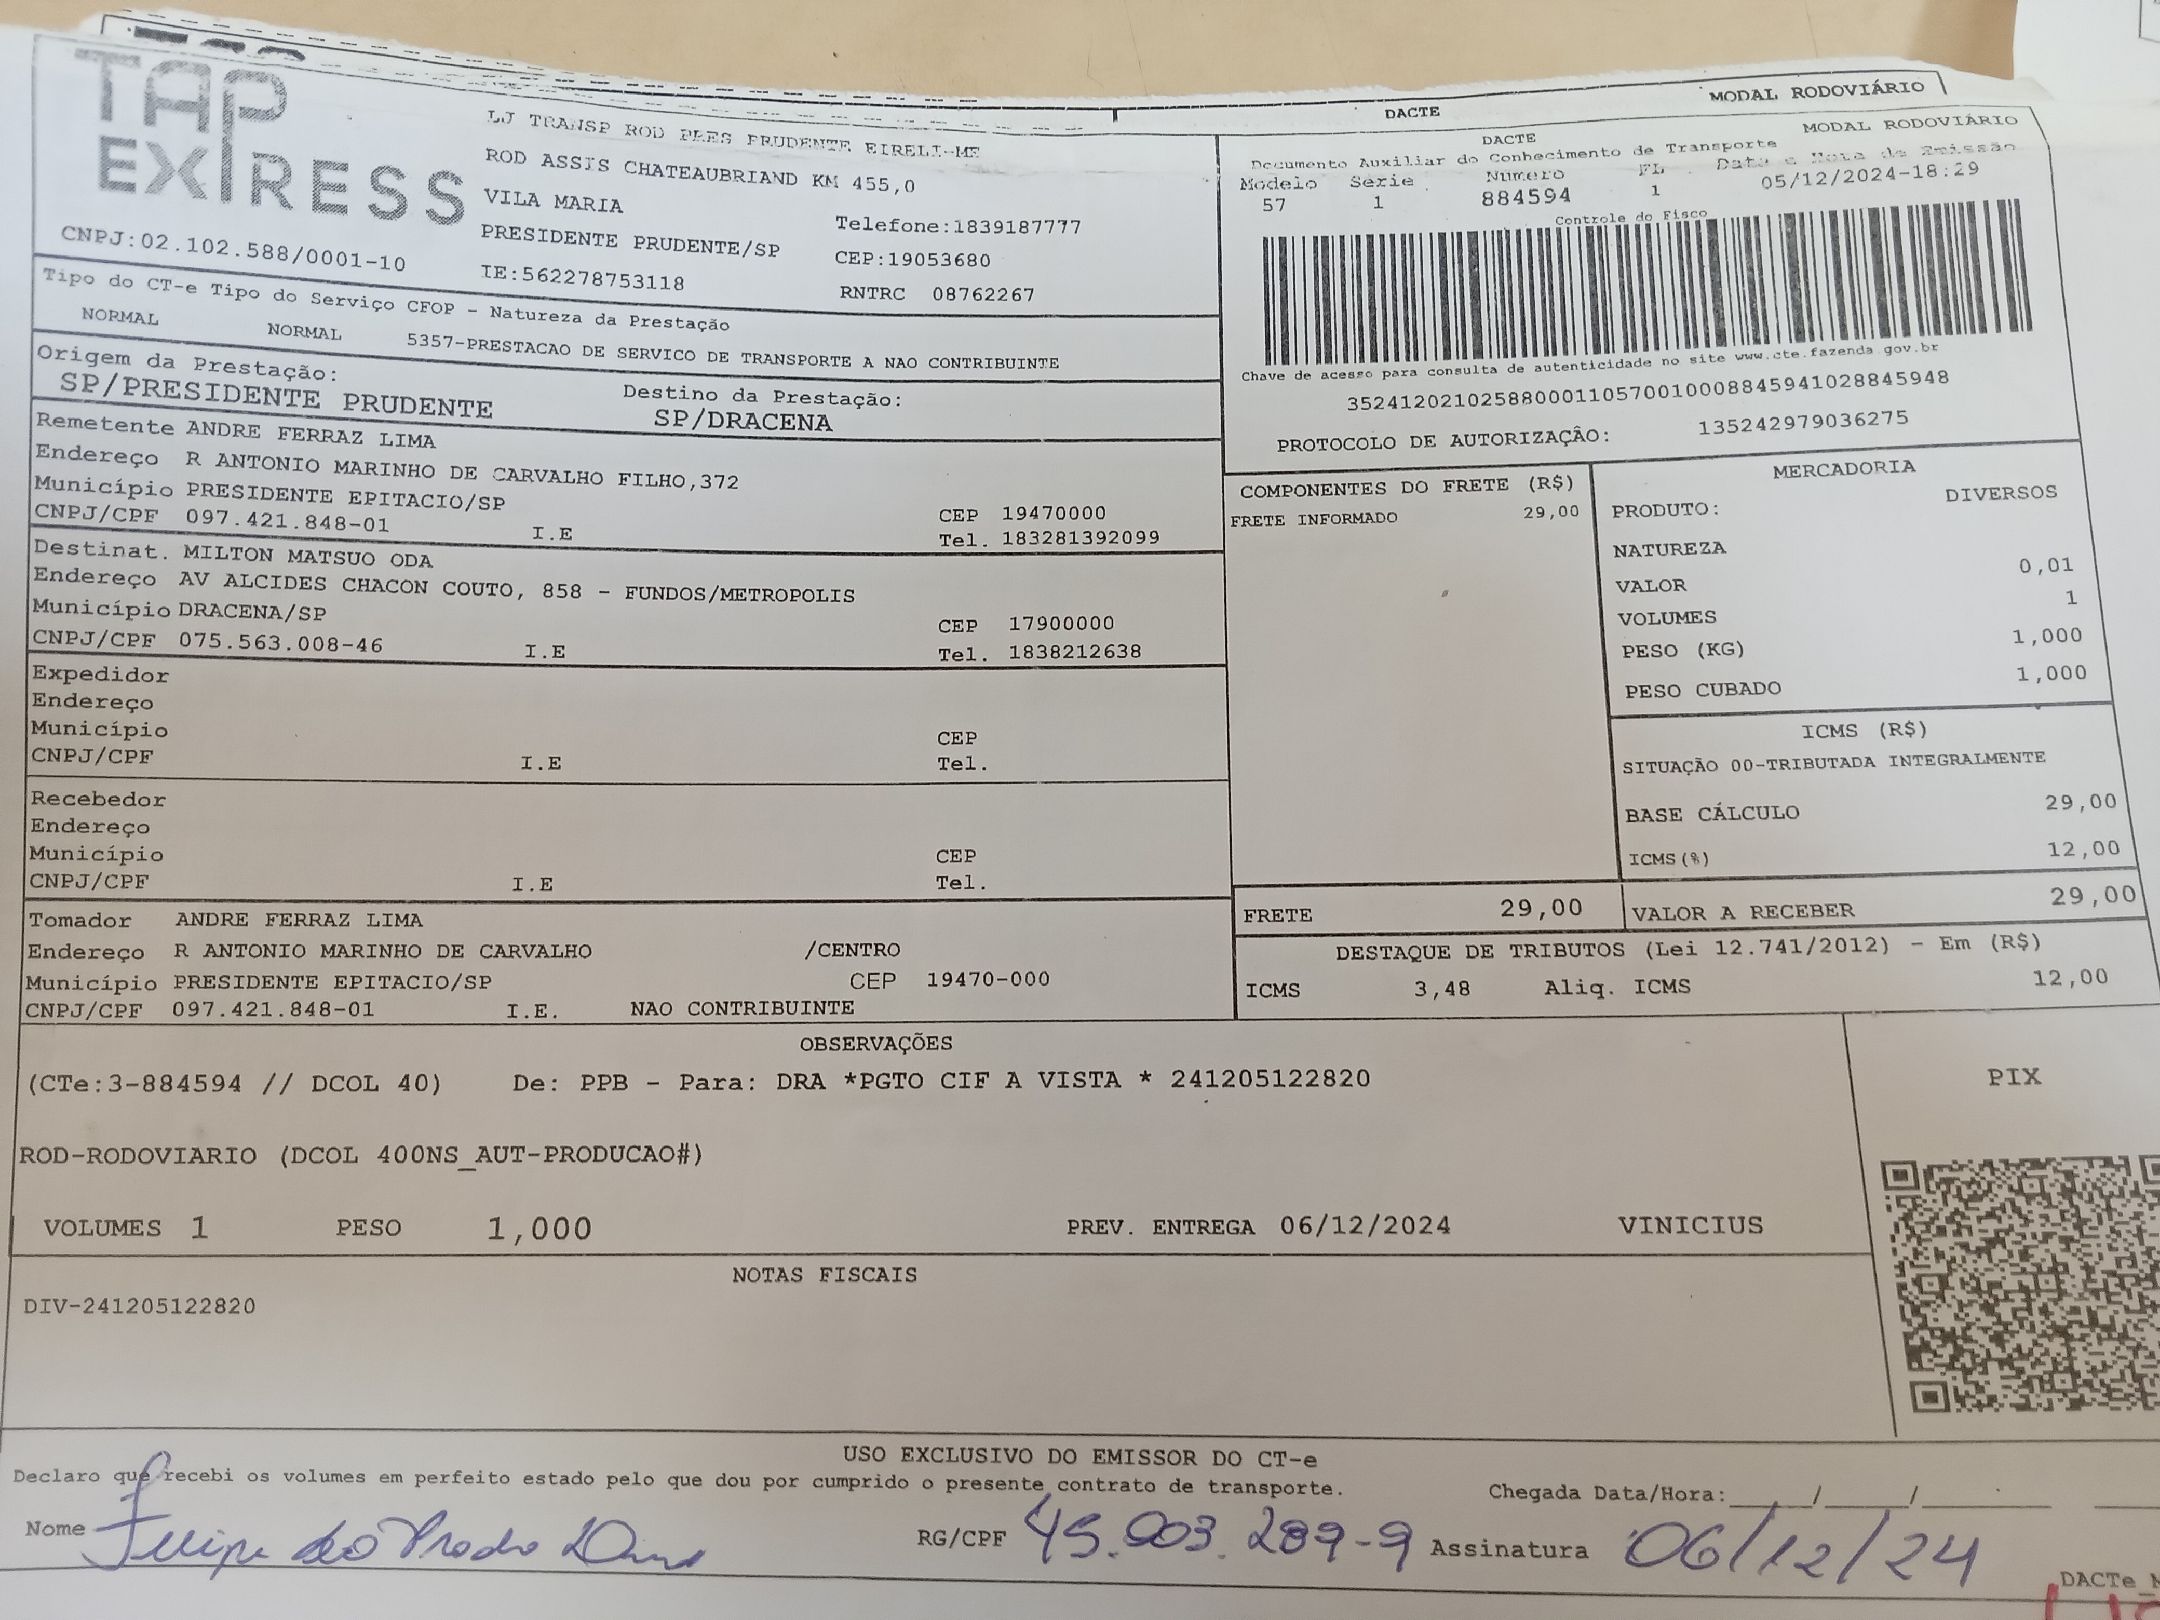 DACTE
MODAL RODOVIÁRIO
TAP
EXPRESS
CNPJ:02.102.588/0001-10
LJ TRANSP ROD PRES PRUDENTE EIRELI-ME
ROD ASSIS CHATEAUBRIAND KM 455,0
VILA MARIA
Telefone:1839187777
PRESIDENTE PRUDENTE/SP
CEP:19053680
IE:562278753118
RNTRC 08762267
DACTE
MODAL RODOVIÁRIO
Documento Auxiliar do Conhecimento de Transporte
Modelo Serie Número FL Data e Hora de Emissão
57 1 884594 1 05/12/2024-18:29
Controle do Fisco
Chave de acesso para consulta de autenticidade no site www.cte.fazenda.gov.br
35241202102588000110570010008845941028845948
PROTOCOLO DE AUTORIZAÇÃO: 135242979036275
Tipo do CT-e Tipo do Serviço CFOP - Natureza da Prestação
NORMAL NORMAL 5357-PRESTACAO DE SERVICO DE TRANSPORTE A NAO CONTRIBUINTE
Origem da Prestação: Destino da Prestação:
SP/PRESIDENTE PRUDENTE SP/DRACENA
Remetente ANDRE FERRAZ LIMA
Endereço R ANTONIO MARINHO DE CARVALHO FILHO,372
Município PRESIDENTE EPITACIO/SP CEP 19470000
CNPJ/CPF 097.421.848-01 I.E Tel. 183281392099
Destinat. MILTON MATSUO ODA
Endereço AV ALCIDES CHACON COUTO, 858 - FUNDOS/METROPOLIS
Município DRACENA/SP CEP 17900000
CNPJ/CPF 075.563.008-46 I.E Tel. 1838212638
Expedidor
Endereço
Município CEP
CNPJ/CPF I.E Tel.
Recebedor
Endereço
Município CEP
CNPJ/CPF I.E Tel.
Tomador ANDRE FERRAZ LIMA
Endereço R ANTONIO MARINHO DE CARVALHO /CENTRO
Município PRESIDENTE EPITACIO/SP CEP 19470-000
CNPJ/CPF 097.421.848-01 I.E. NAO CONTRIBUINTE
COMPONENTES DO FRETE (R$)
FRETE INFORMADO 29,00
MERCADORIA
PRODUTO: DIVERSOS
NATUREZA
VALOR 0,01
VOLUMES 1
PESO (KG) 1,000
PESO CUBADO 1,000
ICMS (R$)
SITUAÇÃO 00-TRIBUTADA INTEGRALMENTE
BASE CÁLCULO 29,00
ICMS(%) 12,00
FRETE 29,00 VALOR A RECEBER 29,00
DESTAQUE DE TRIBUTOS (Lei 12.741/2012) - Em (R$)
ICMS 3,48 Aliq. ICMS 12,00
OBSERVAÇÕES
(CTe:3-884594 // DCOL 40) De: PPB - Para: DRA *PGTO CIF A VISTA * 241205122820
PIX
ROD-RODOVIARIO (DCOL 400NS_AUT-PRODUCAO#)
VOLUMES 1 PESO 1,000 PREV. ENTREGA 06/12/2024 VINICIUS
NOTAS FISCAIS
DIV-241205122820
USO EXCLUSIVO DO EMISSOR DO CT-e
Declaro que recebi os volumes em perfeito estado pelo que dou por cumprido o presente contrato de transporte.
Chegada Data/Hora:____/____/______
Nome Felipe do Prado RG/CPF 45.003.289-9 Assinatura 06/12/24
DACTe